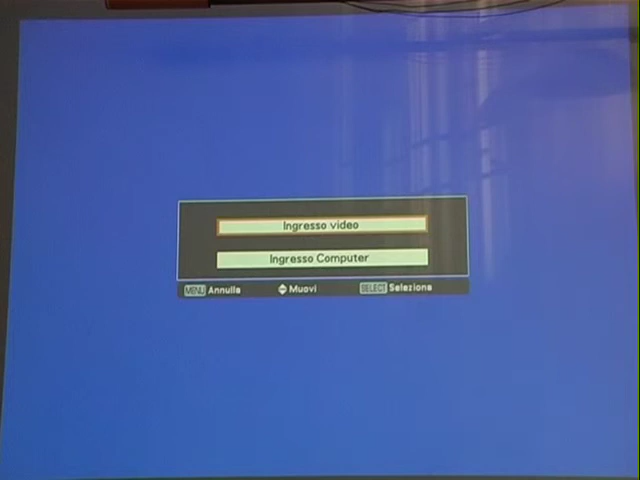 Ingresso video
Ingresso Computer
MENU Annulla Muovi SELECT Seleziona